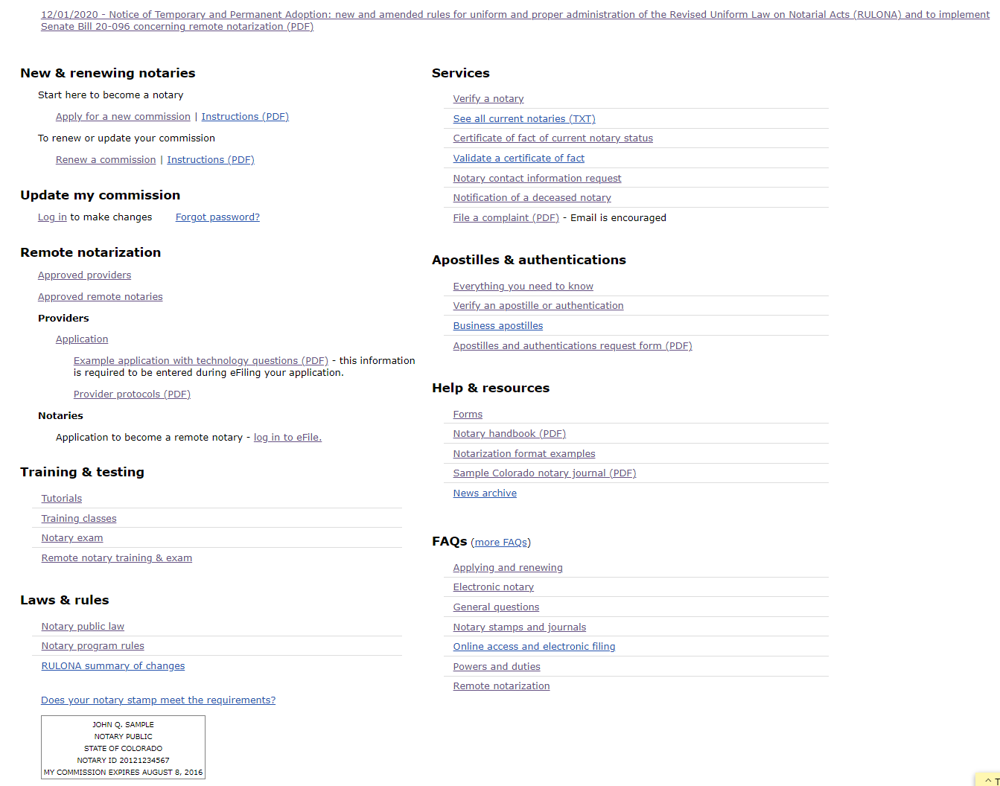 12/01/2020 - Notice of Temporary and Permanent Adoption: new and amended rules for uniform and proper administration of the Revised Uniform Law on Notarial Acts (RULONA) and to implement
Senate Bill 20-096 concerning remote notarization (PDF)
New & renewing notaries
Start here to become a notary
Apply for a new commission | Instructions (PDF)
To renew or update your commission
Renew a commission | Instructions (PDF)
Update my commission
Log in to make changes Forgot password?
Remote notarization
Approved providers
Approved remote notaries
Providers
Application
Example application with technology questions (PDF) - this information
is required to be entered during eFiling your application.
Provider protocols (PDF)
Notaries
Application to become a remote notary - log in to eFile.
Training & testing
Tutorials
Training classes
Notary exam
Remote notary training & exam
Laws & rules
Notary public law
Notary program rules
RULONA summary of changes
Does your notary stamp meet the requirements?
JOHN Q. SAMPLE
NOTARY PUBLIC
STATE OF COLORADO
NOTARY ID 20121234567
MY COMMISSION EXPIRES AUGUST 8, 2016
Services
Verify a notary
See all current notaries (TXT)
Certificate of fact of current notary status
Validate a certificate of fact
Notary contact information request
Notification of a deceased notary
File a complaint (PDF) - Email is encouraged
Apostilles & authentications
Everything you need to know
Verify an apostille or authentication
Business apostilles
Apostilles and authentications request form (PDF)
Help & resources
Forms
Notary handbook (PDF)
Notarization format examples
Sample Colorado notary journal (PDF)
News archive
FAQs (more FAQs)
Applying and renewing
Electronic notary
General questions
Notary stamps and journals
Online access and electronic filing
Powers and duties
Remote notarization